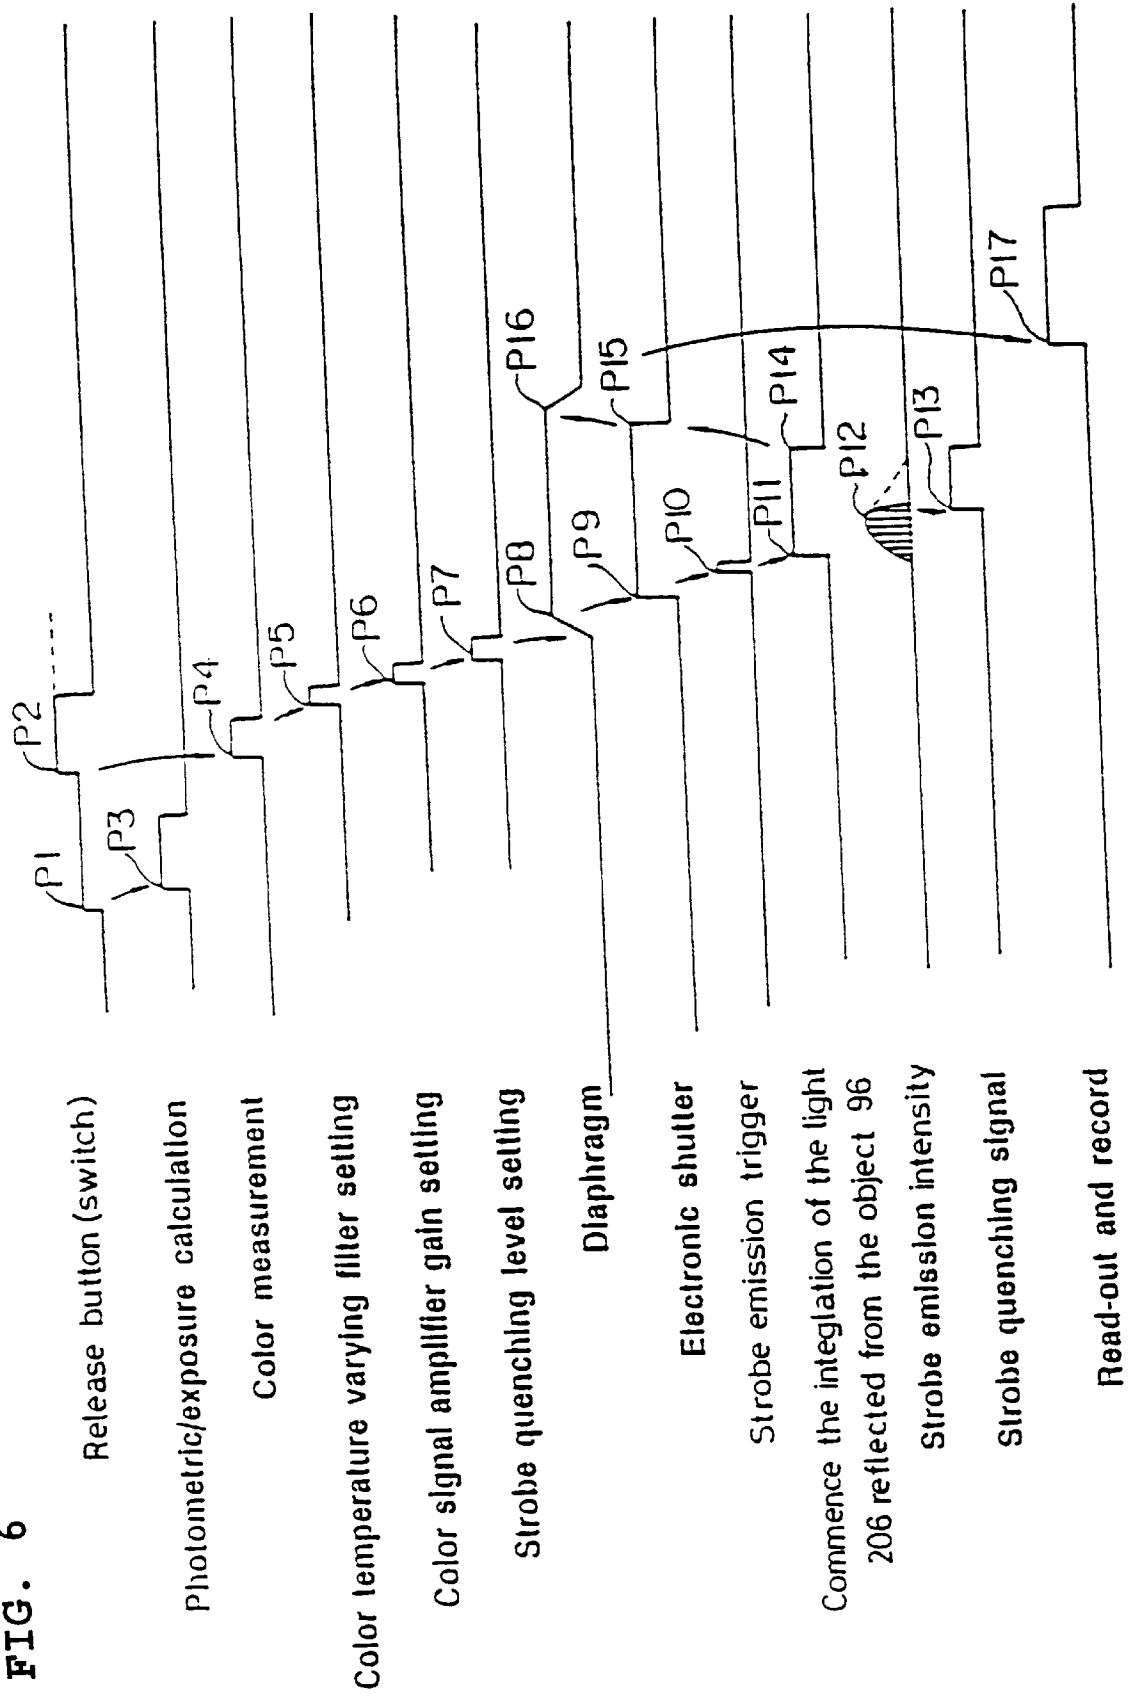 FIG. 6
Release button (switch)
P1
P2
Photometric/exposure calculation
P3
Color measurement
P4
Color temperature varying filter setting
P5
Color signal amplifier gain setting
P6
Strobe quenching level setting
P7
Diaphragm
P8
P16
Electronic shutter
P9
P15
Strobe emission trigger
P10
Commence the integlation of the light
206 reflected from the object 96
P11
P14
Strobe emission intensity
P12
Strobe quenching signal
P13
Read-out and record
P17